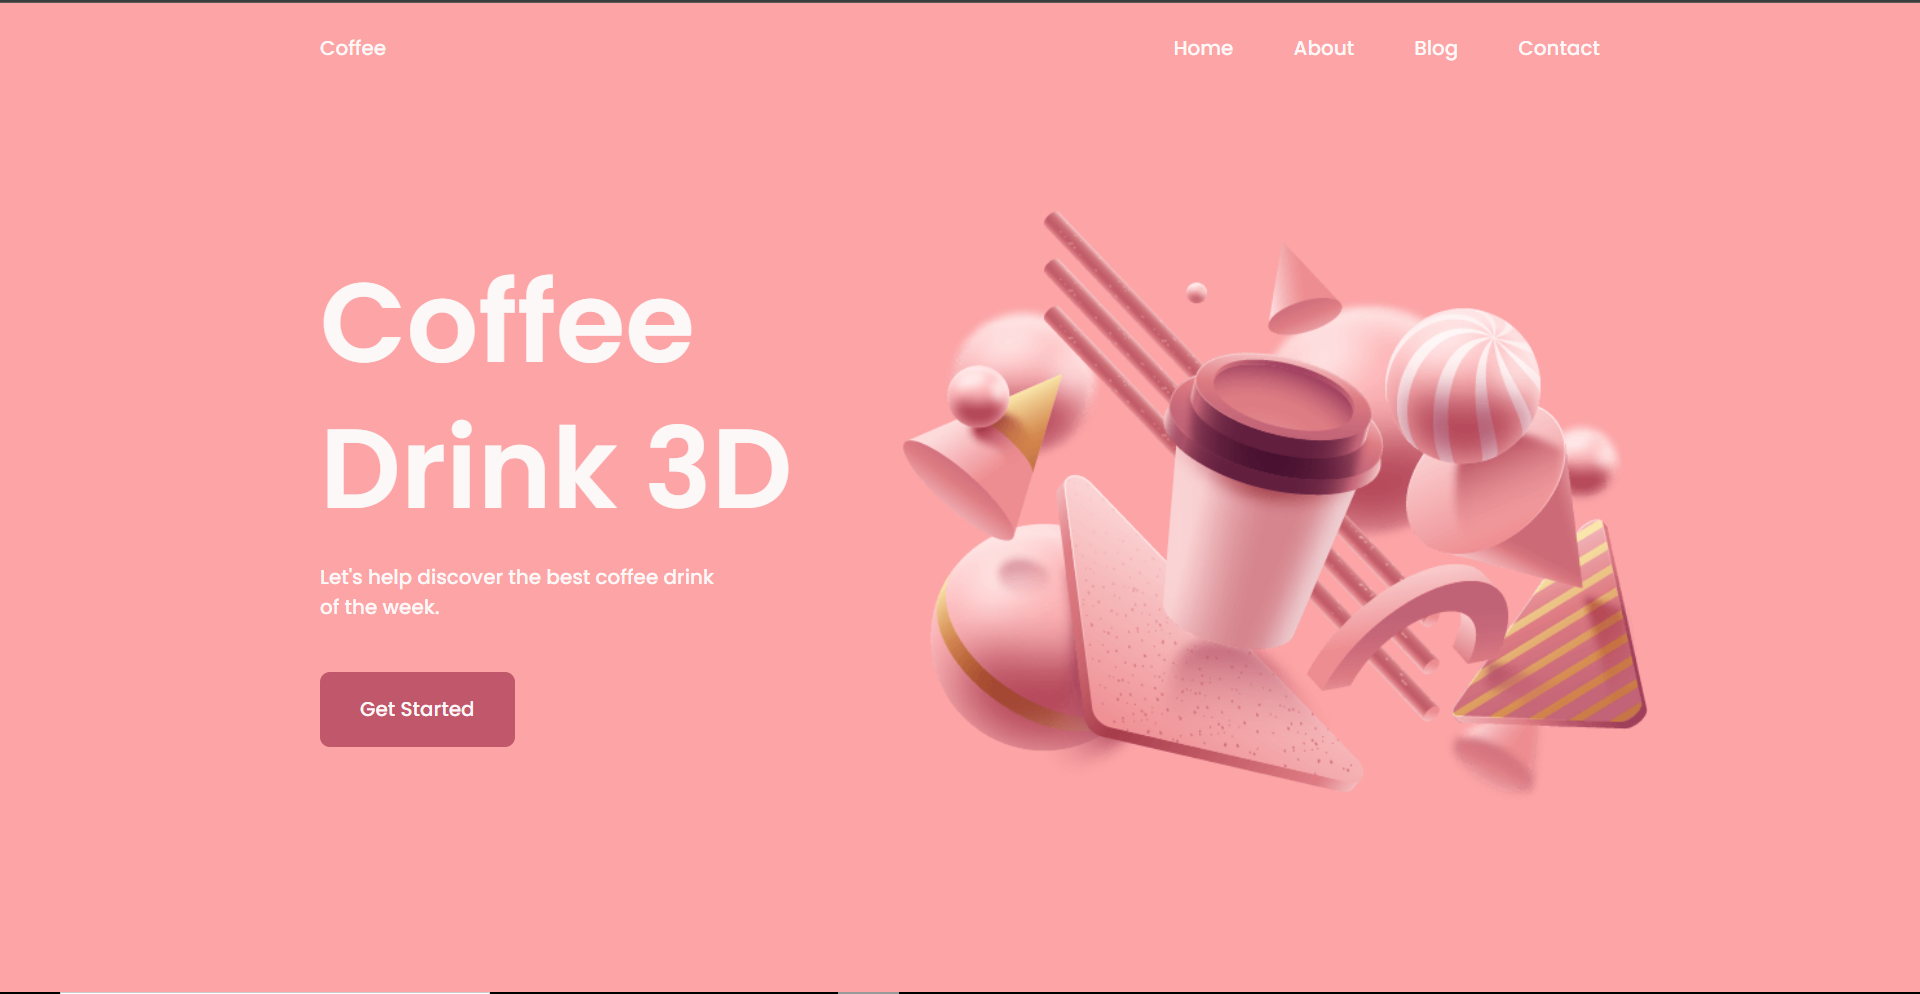 Coffee
Home About Blog Contact
Coffee
Drink 3D
Let's help discover the best coffee drink
of the week.
Get Started